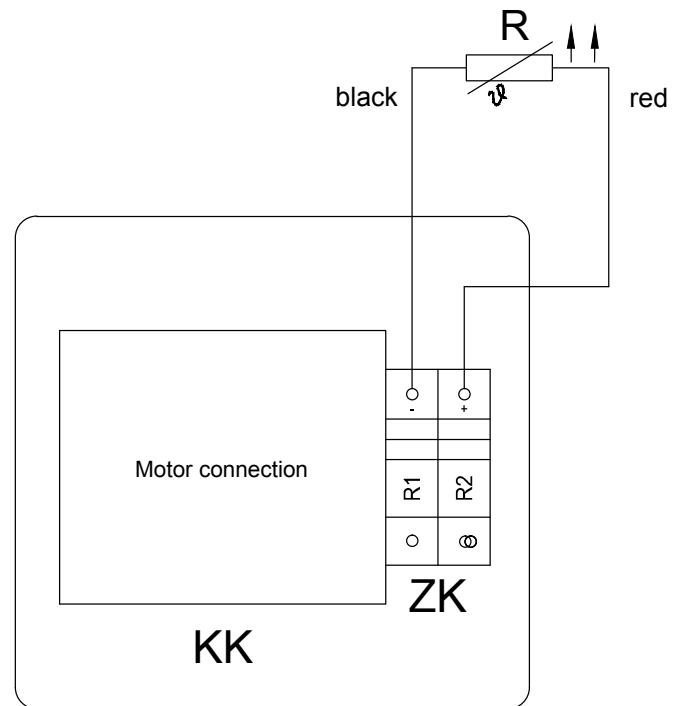 R
black
ϑ
red
- +
Motor connection
R1 R2
ZK
KK